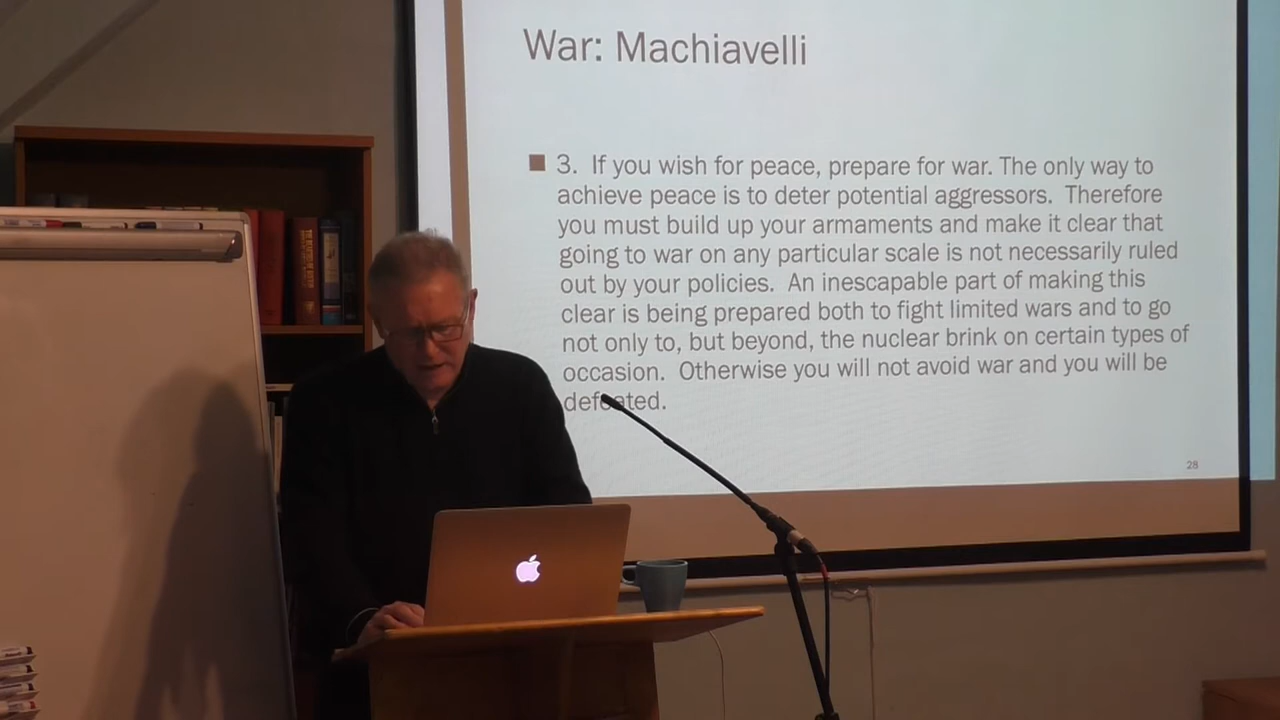 War: Machiavelli
3. If you wish for peace, prepare for war. The only way to
achieve peace is to deter potential aggressors. Therefore
you must build up your armaments and make it clear that
going to war on any particular scale is not necessarily ruled
out by your policies. An inescapable part of making this
clear is being prepared both to fight limited wars and to go
not only to, but beyond, the nuclear brink on certain types of
occasion. Otherwise you will not avoid war and you will be
defeated.
28